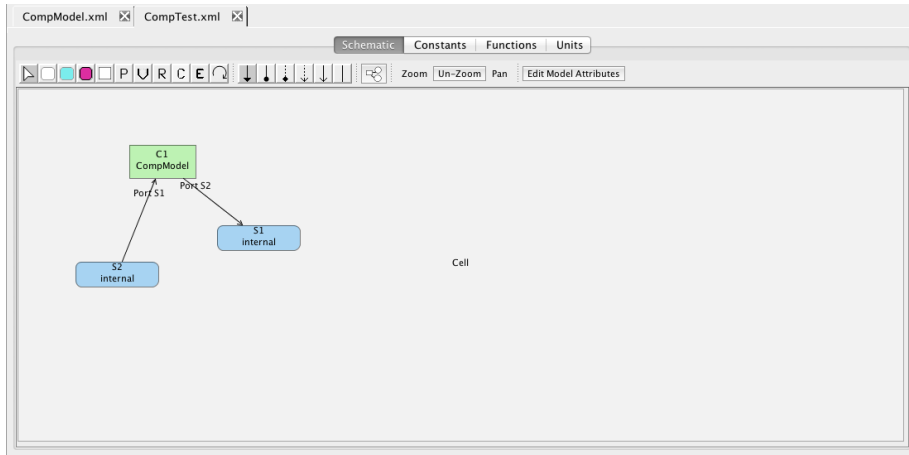 CompModel.xml CompTest.xml
Schematic Constants Functions Units
P V R C E Zoom Un-Zoom Pan Edit Model Attributes
C1
CompModel
Port S1 Port S2
S1
internal
Cell
S2
internal